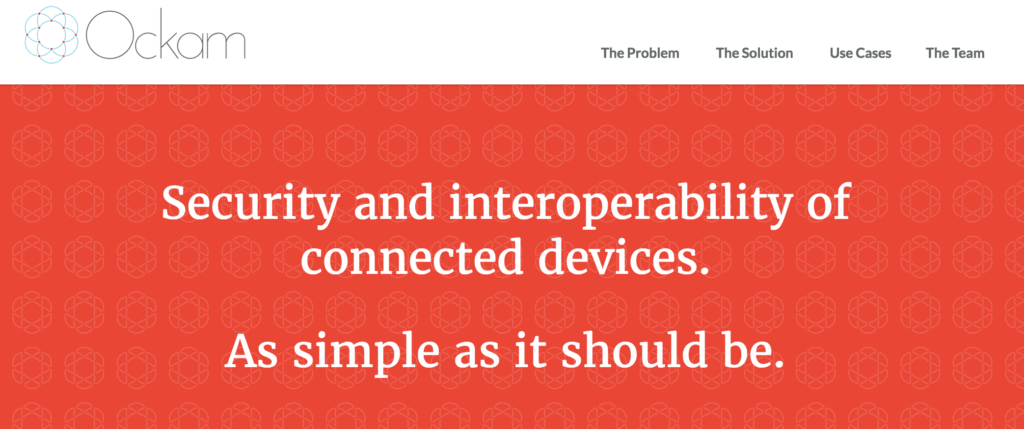 Ockam
The Problem The Solution Use Cases The Team
Security and interoperability of
connected devices.
As simple as it should be.